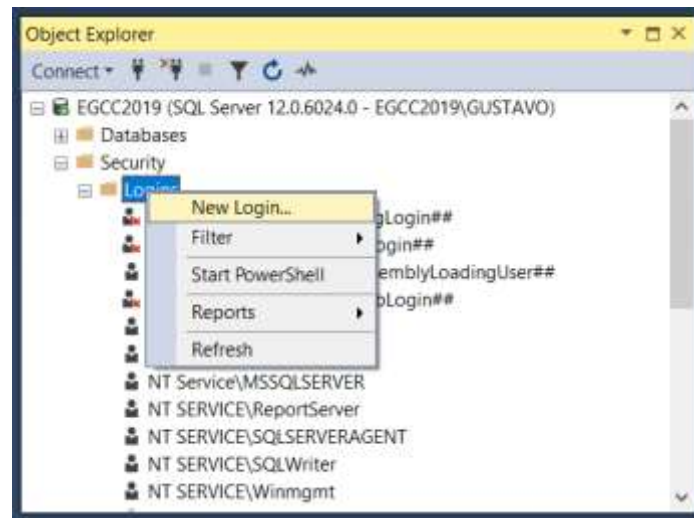 Object Explorer
Connect
EGCC2019 (SQL Server 12.0.6024.0 - EGCC2019\GUSTAVO)
Databases
Security
Logins
New Login...
gLogin##
Filter
ogin##
Start PowerShell
emblyLoadingUser##
Reports
bLogin##
Refresh
NT Service\MSSQLSERVER
NT SERVICE\ReportServer
NT SERVICE\SQLSERVERAGENT
NT SERVICE\SQLWriter
NT SERVICE\Winmgmt